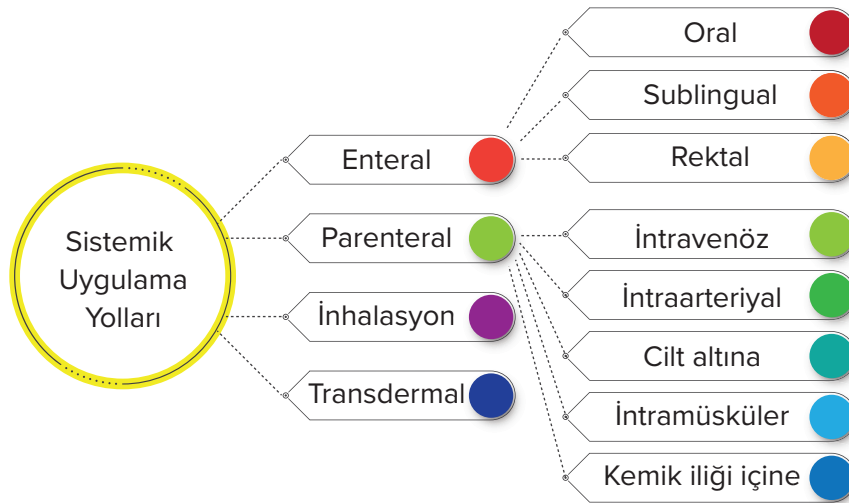 Sistemik
Uygulama
Yolları
Enteral
Parenteral
İnhalasyon
Transdermal
Oral
Sublingual
Rektal
İntravenöz
İntraarteriyal
Cilt altına
İntramüsküler
Kemik iliği içine